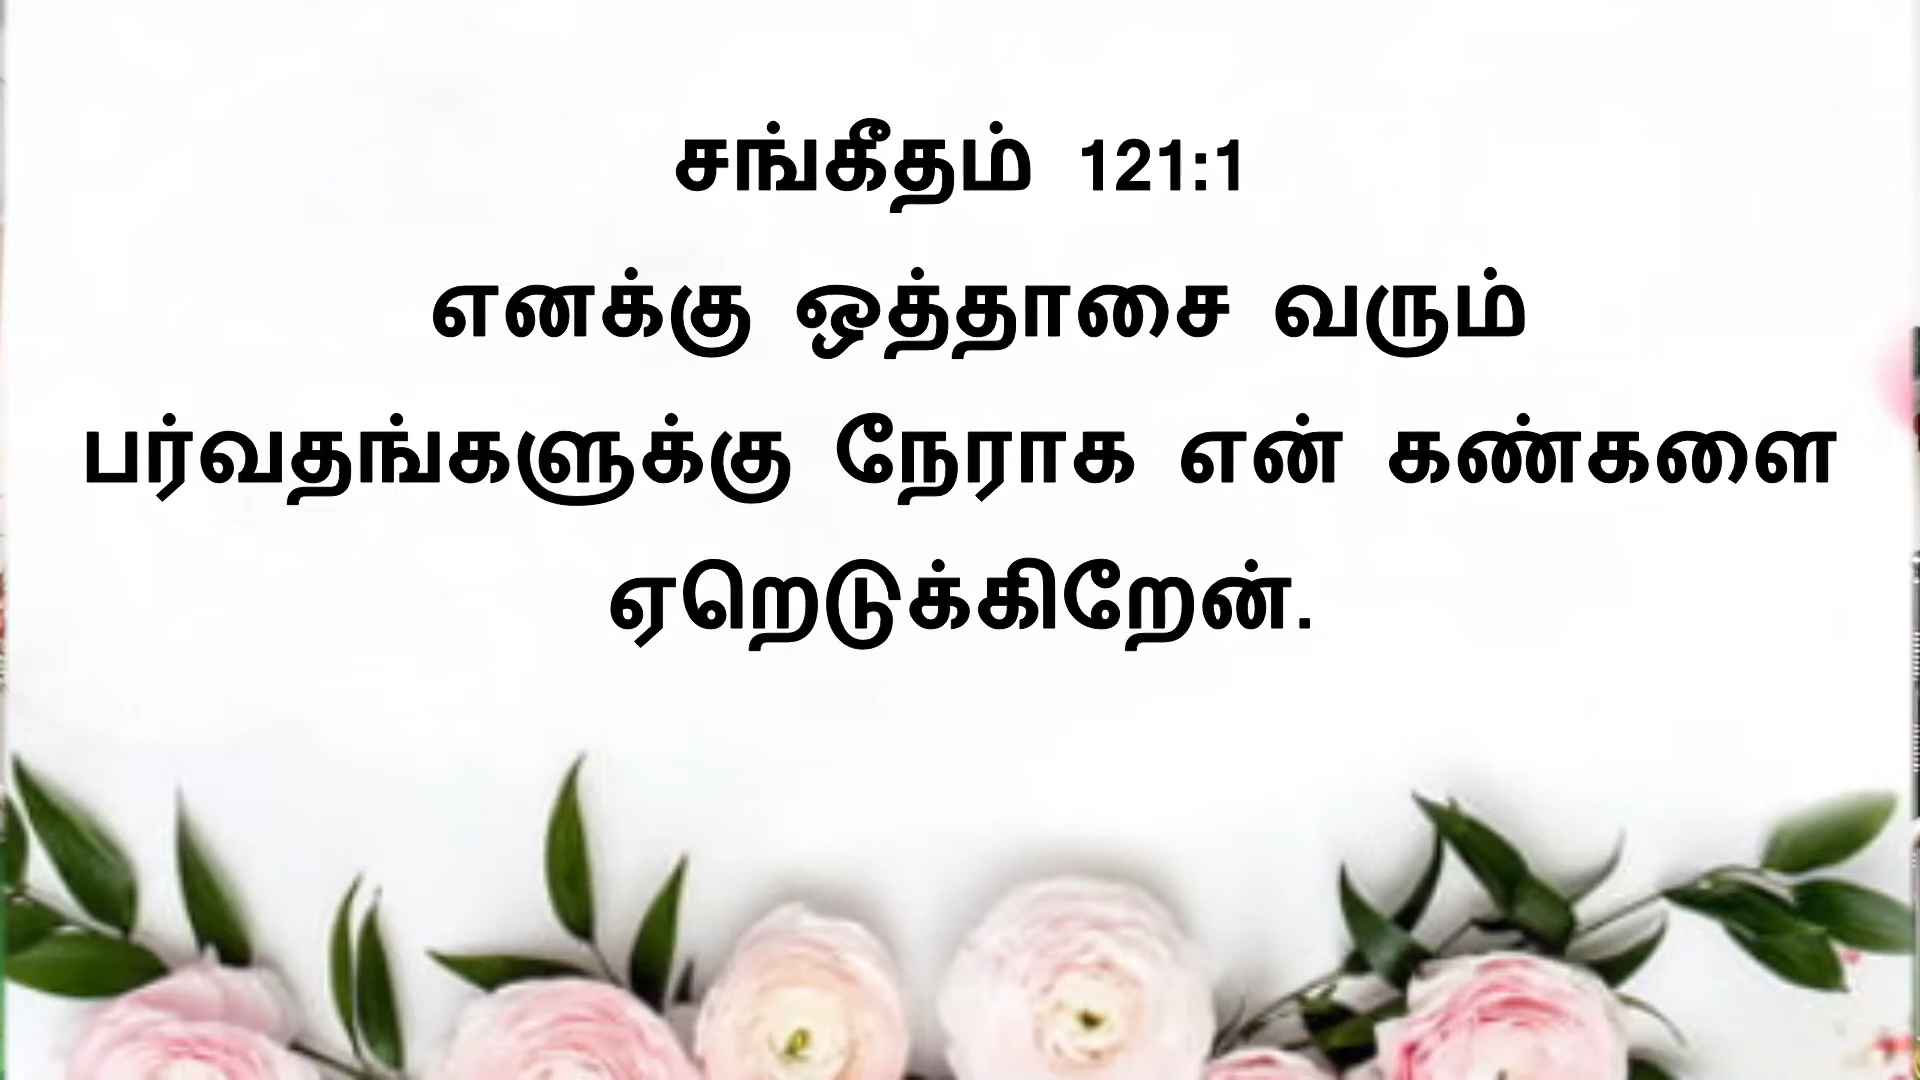 சங்கீதம் 121:1
எனக்கு ஒத்தாசை வரும்
பர்வதங்களுக்கு நேராக என் கண்களை
ஏறெடுக்கிறேன்.